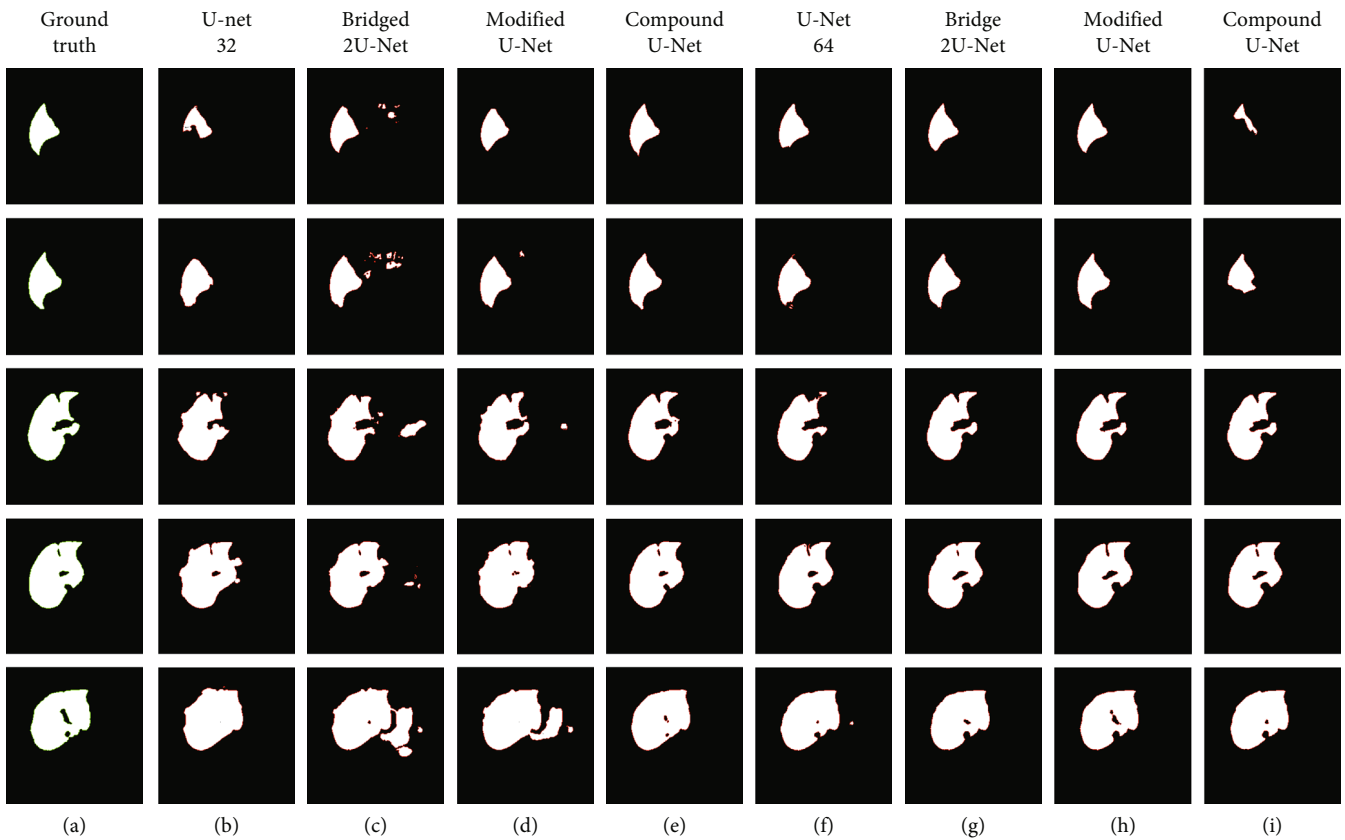 Ground truth
U-net 32
Bridged 2U-Net
Modified U-Net
Compound U-Net
U-Net 64
Bridge 2U-Net
Modified U-Net
Compound U-Net
(a) (b) (c) (d) (e) (f) (g) (h) (i)